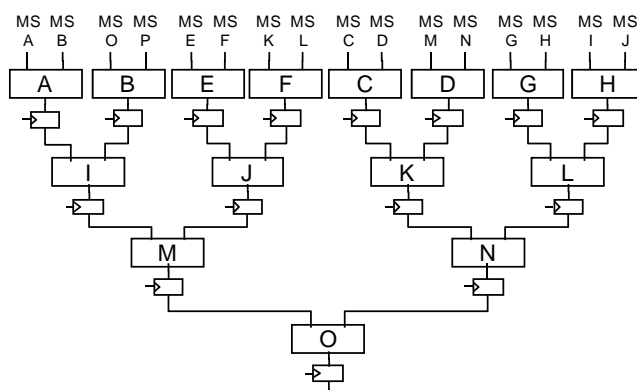 MS MS MS MS MS MS MS MS MS MS MS MS MS MS MS MS
A B O P E F K L C D M N G H I J
A B E F C D G H
I J K L
M N
O